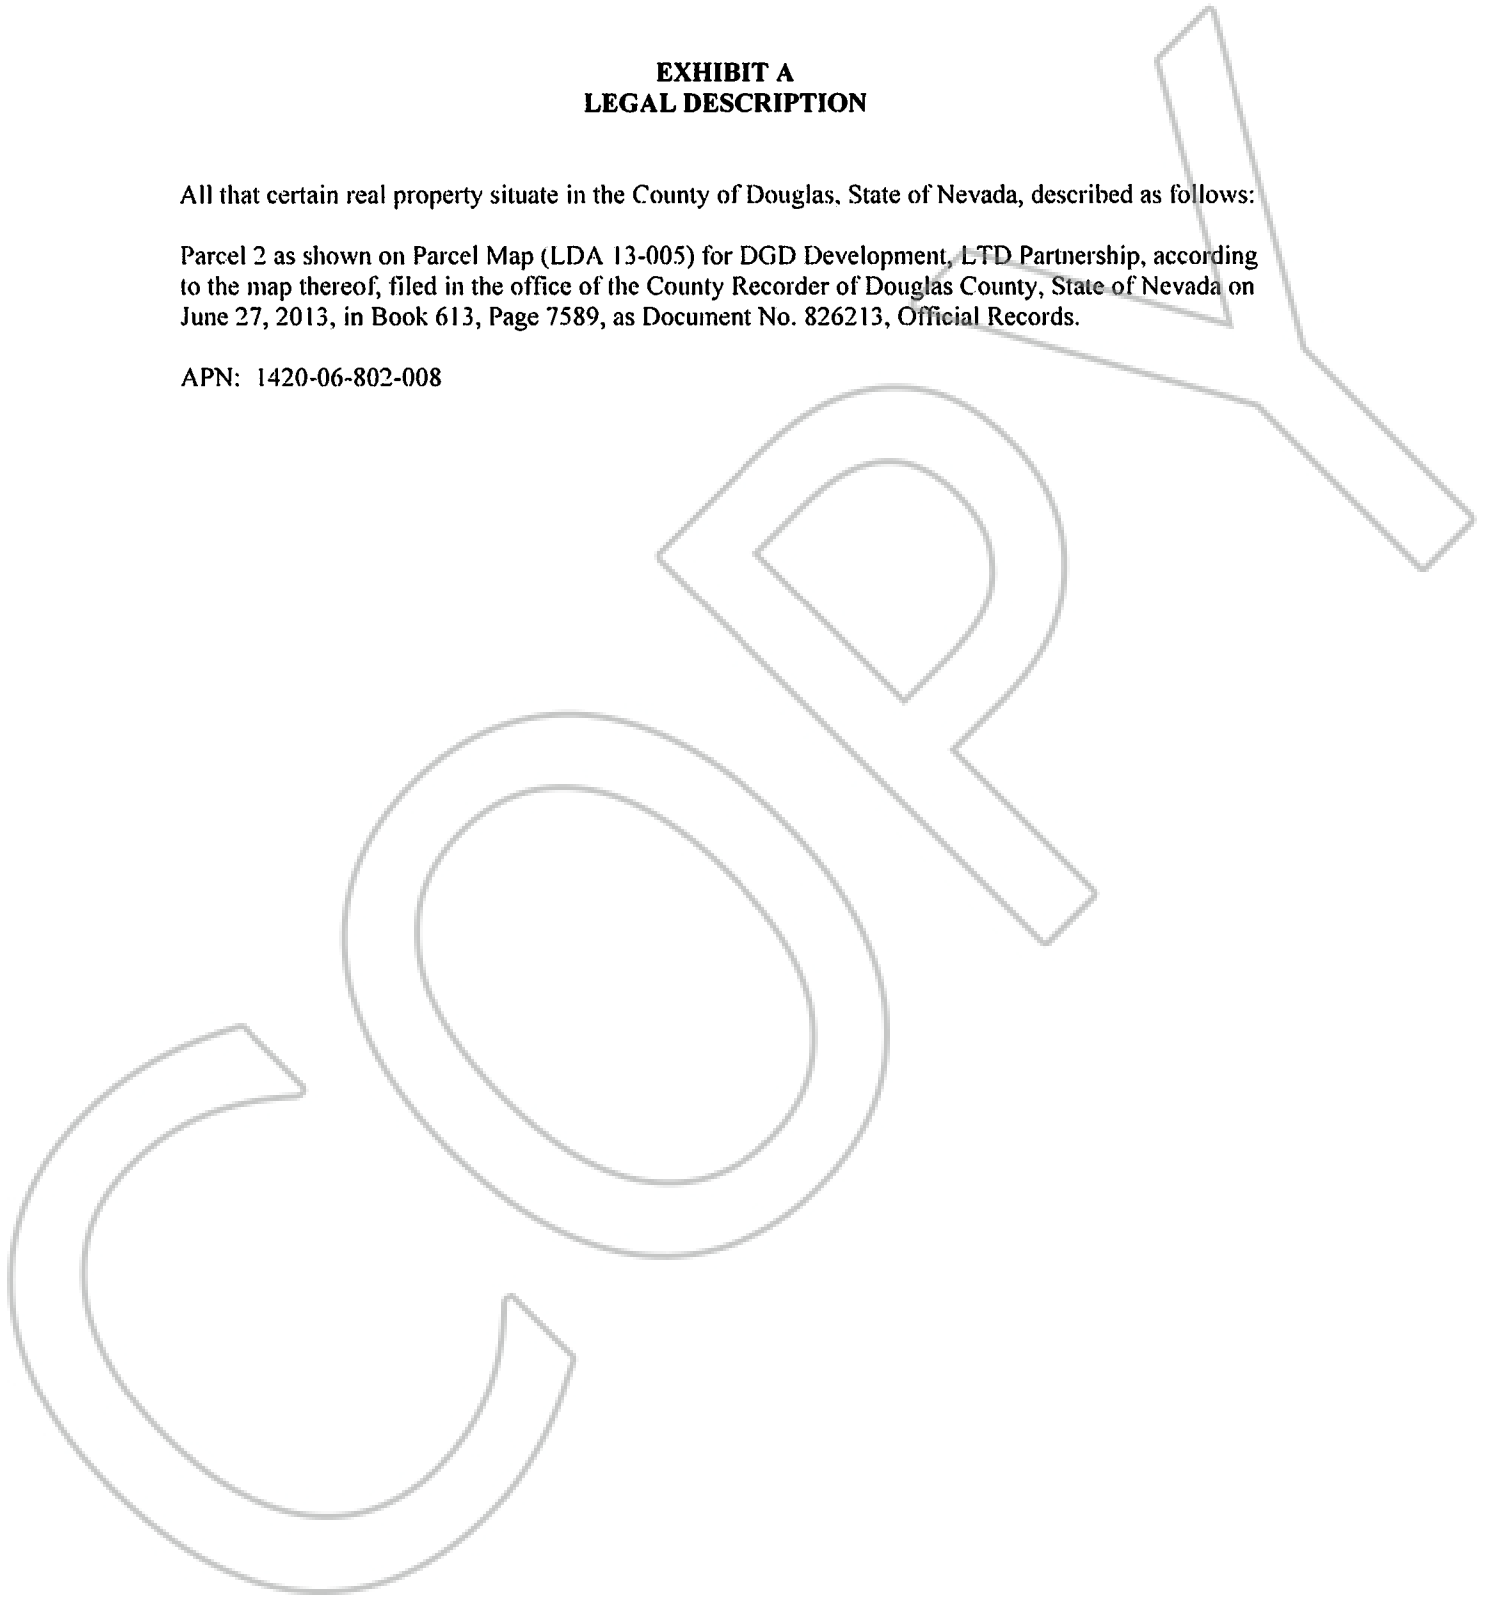 EXHIBIT A
LEGAL DESCRIPTION
All that certain real property situate in the County of Douglas, State of Nevada, described as follows:
Parcel 2 as shown on Parcel Map (LDA 13-005) for DGD Development, LTD Partnership, according
to the map thereof, filed in the office of the County Recorder of Douglas County, State of Nevada on
June 27, 2013, in Book 613, Page 7589, as Document No. 826213, Official Records.
APN: 1420-06-802-008
COPY